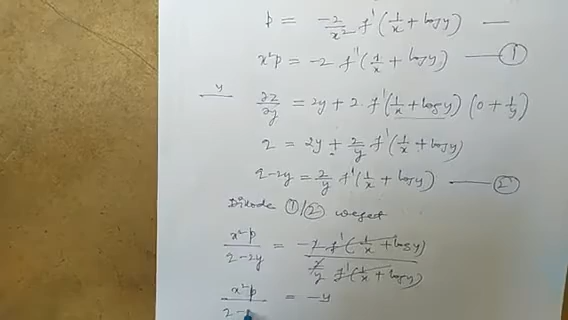 p = -2/x² f'(1/x + log y) —
x²p = -2 f'(1/x + log y) — ①
y ∂z/∂y = 2y + 2 f'(1/x + log y) (0 + 1/y)
q = 2y + 2/y f'(1/x + log y)
q - 2y = 2/y f'(1/x + log y) — ②
Divide ①/② we get
x²p / q - 2y = -2 f'(1/x + log y) / 2/y f'(1/x + log y)
x²p / q - = -y